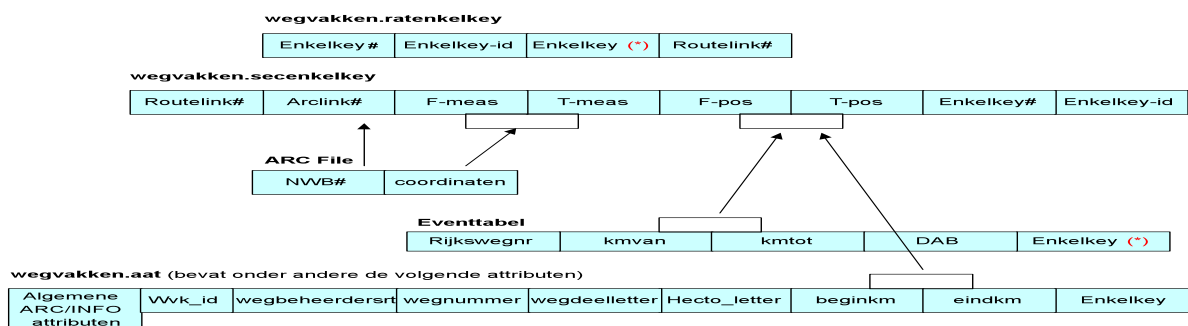 wegvakken.ratenkelkey
Enkelkey# Enkelkey-id Enkelkey (*) Routelink#
wegvakken.secenkelkey
Routelink# Arclink# F-meas T-meas F-pos T-pos Enkelkey# Enkelkey-id
ARC File
NWB# coordinaten
Eventtabel
Rijkswegnr kmvan kmtot DAB Enkelkey (*)
wegvakken.aat (bevat onder andere de volgende attributen)
Algemene ARC/INFO attributen Wvk_id wegbeheerdersrt wegnummer wegdeelletter Hecto_letter beginkm eindkm Enkelkey